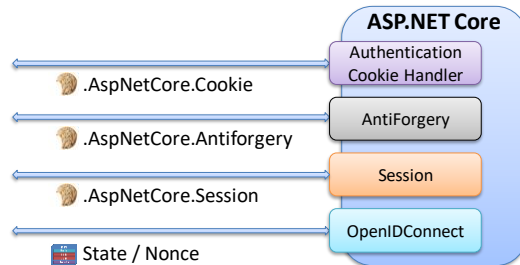 ASP.NET Core
Authentication
Cookie Handler
.AspNetCore.Cookie
AntiForgery
.AspNetCore.Antiforgery
Session
.AspNetCore.Session
OpenIDConnect
State / Nonce